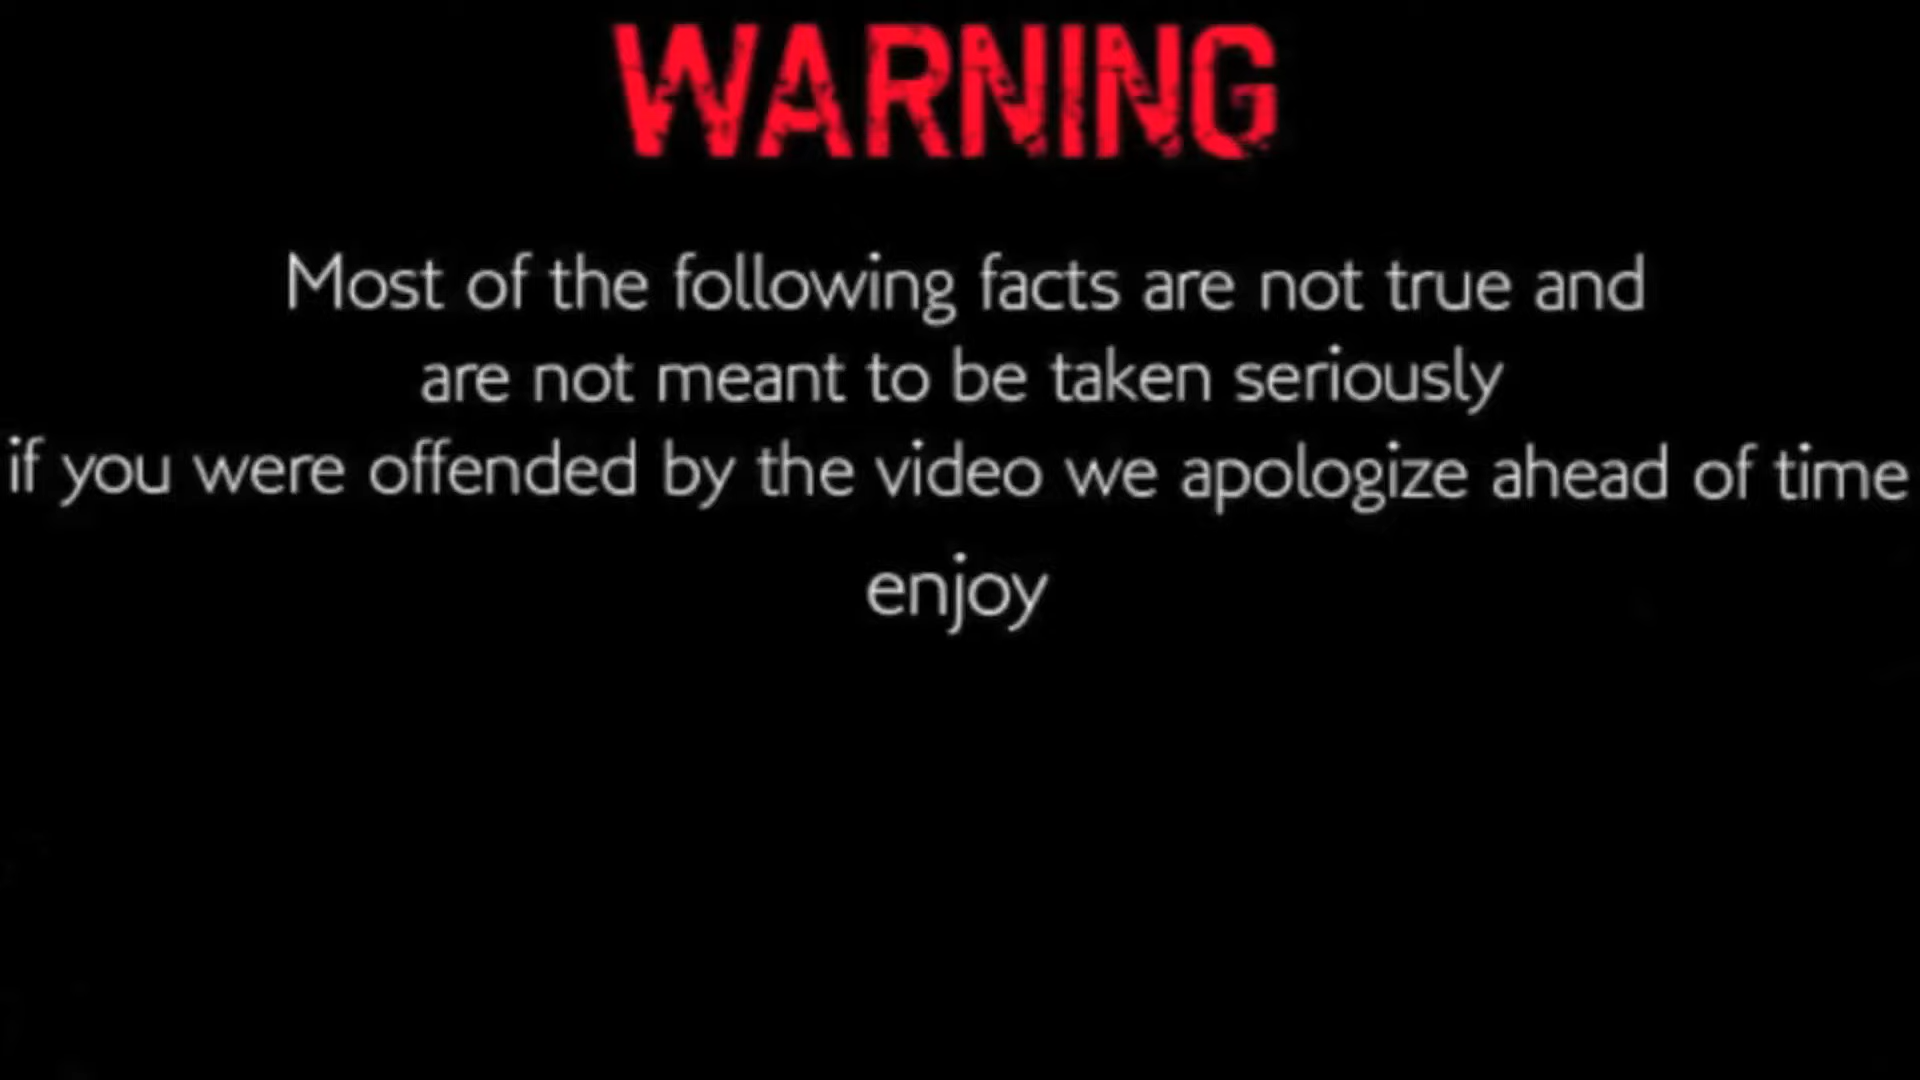 WARNING
Most of the following facts are not true and
are not meant to be taken seriously
if you were offended by the video we apologize ahead of time
enjoy